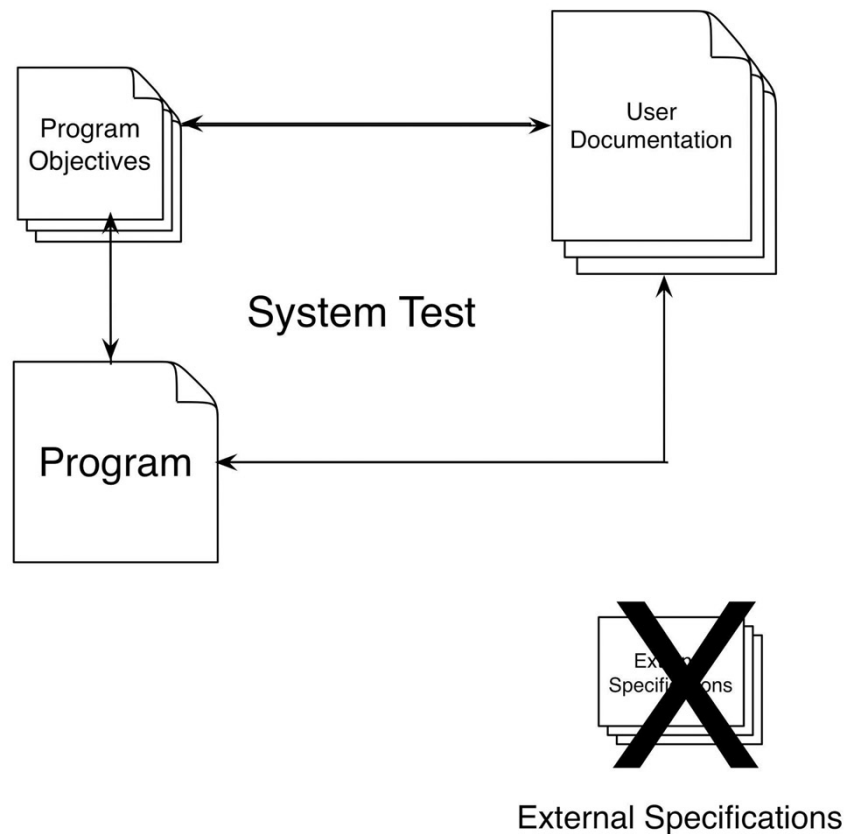 Program
Objectives
User
Documentation
System Test
Program
External Specifications